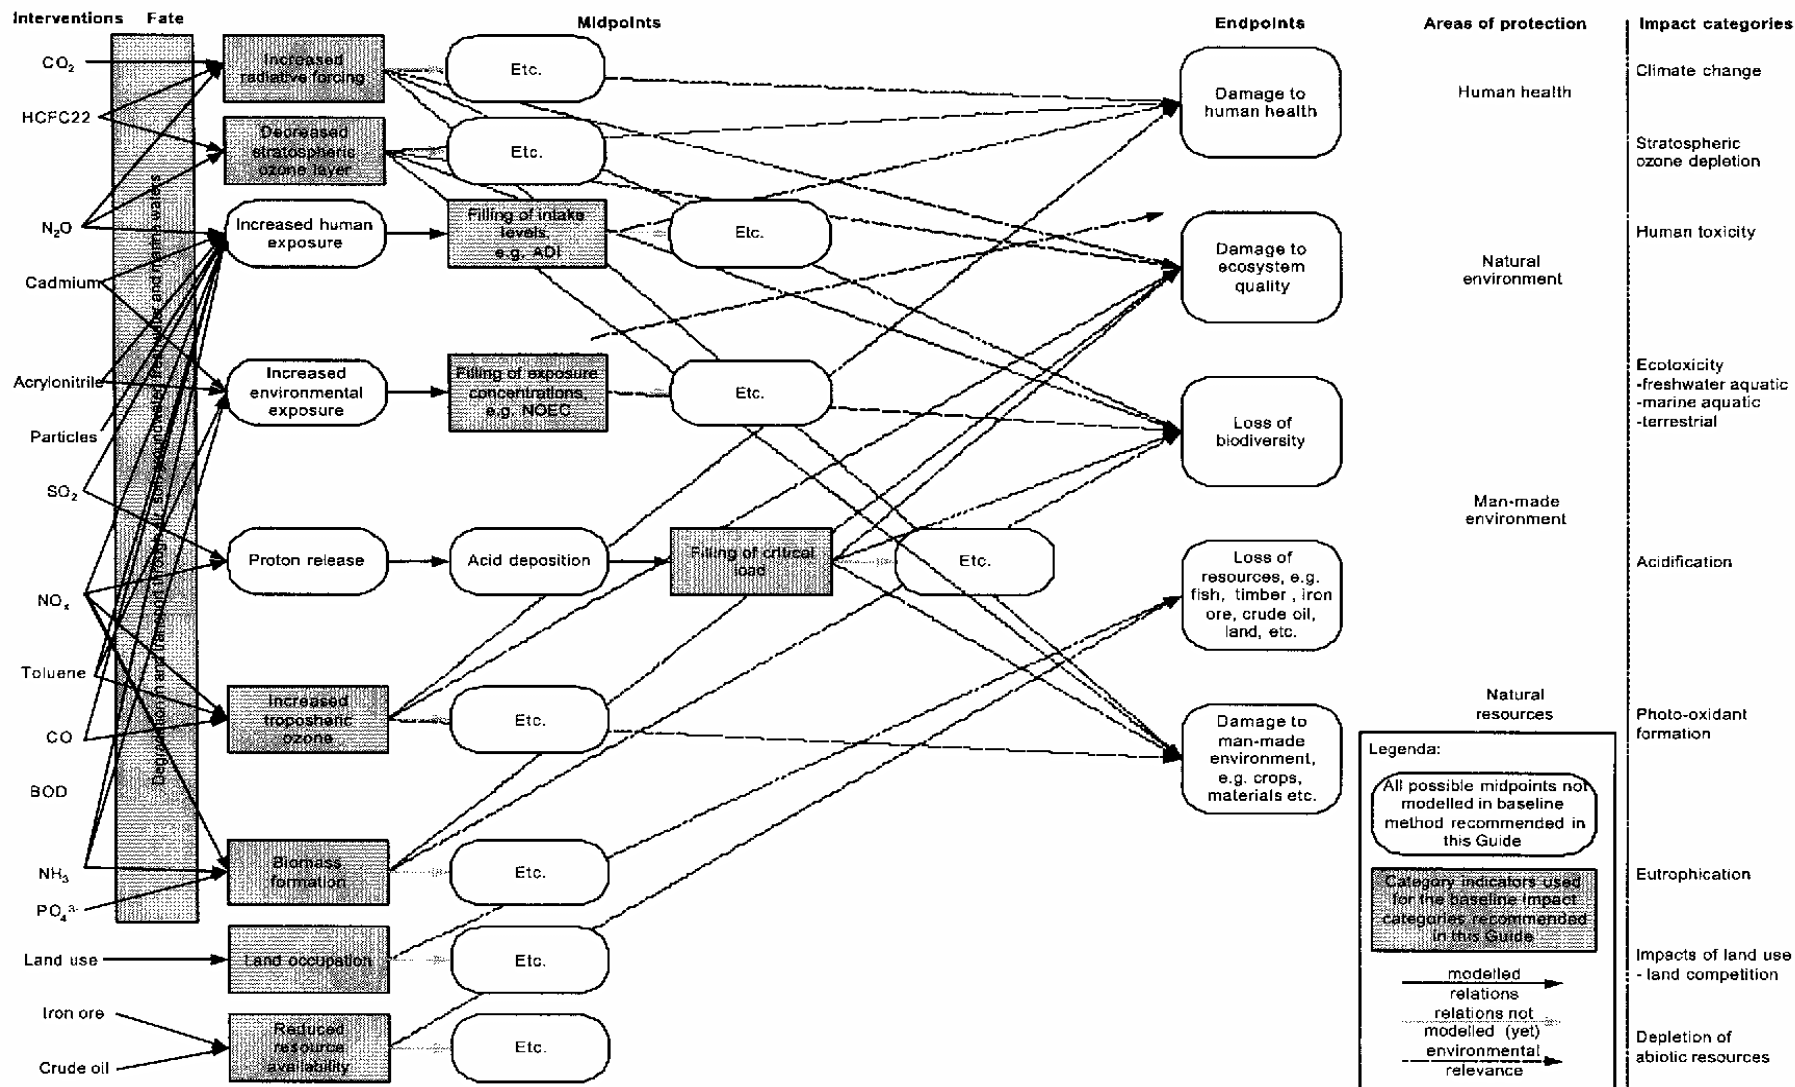 Interventions
Fate
Midpoints
Endpoints
Areas of protection
Impact categories
CO2
HCFC22
N2O
Cadmium
Acrylonitrile
Particles
SO2
NOx
Toluene
CO
BOD
NH3
PO4 3-
Land use
Iron ore
Crude oil
Increased
radiative forcing
Etc.
Decreased
stratospheric
ozone layer
Etc.
Increased human
exposure
Filling of intake
levels,
e.g. ADI
Etc.
Increased
environmental
exposure
Filling of exposure
concentrations,
e.g. NOEC
Etc.
Proton release
Acid deposition
Filling of critical
load
Etc.
Increased
tropospheric
ozone
Etc.
Biomass
formation
Etc.
Land occupation
Etc.
Reduced
resource
availability
Etc.
Damage to
human health
Damage to
ecosystem
quality
Loss of
biodiversity
Loss of
resources, e.g.
fish, timber , iron
ore, crude oil,
land, etc.
Damage to
man-made
environment,
e.g. crops,
materials etc.
Human health
Natural
environment
Man-made
environment
Natural
resources
Climate change
Stratospheric
ozone depletion
Human toxicity
Ecotoxicity
-freshwater aquatic
-marine aquatic
-terrestrial
Acidification
Photo-oxidant
formation
Eutrophication
Impacts of land use
- land competition
Depletion of
abiotic resources
Legenda:
All possible midpoints not
modelled in baseline
method recommended in
this Guide
Category indicators used
for the baseline impact
categories recommended
in this Guide
modelled
relations
relations not
modelled (yet)
environmental
relevance